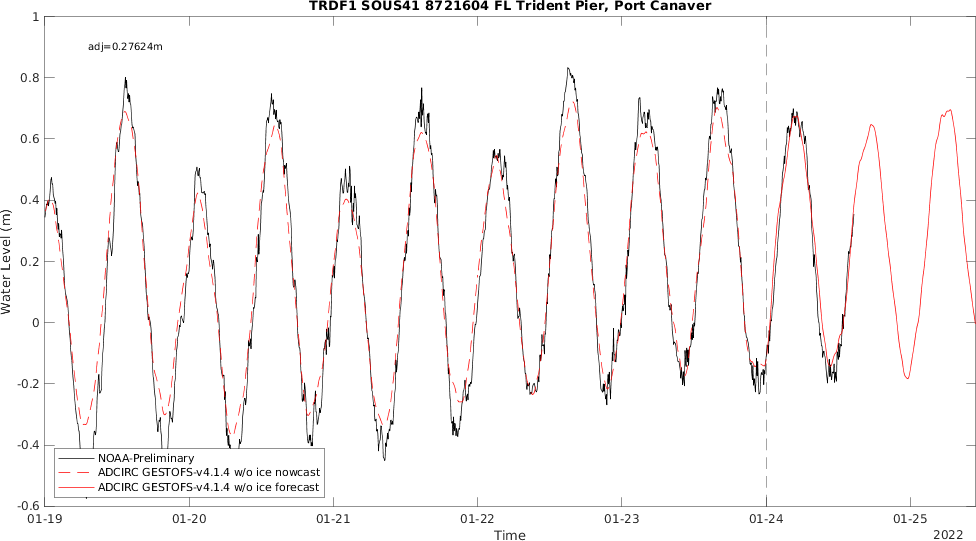 TRDF1 SOUS41 8721604 FL Trident Pier, Port Canaver
adj=0.27624m
1
0.8
0.6
0.4
0.2
0
-0.2
-0.4
-0.6
Water Level (m)
NOAA-Preliminary
ADCIRC GESTOFS-v4.1.4 w/o ice nowcast
ADCIRC GESTOFS-v4.1.4 w/o ice forecast
01-19 01-20 01-21 01-22 01-23 01-24 01-25
Time
2022